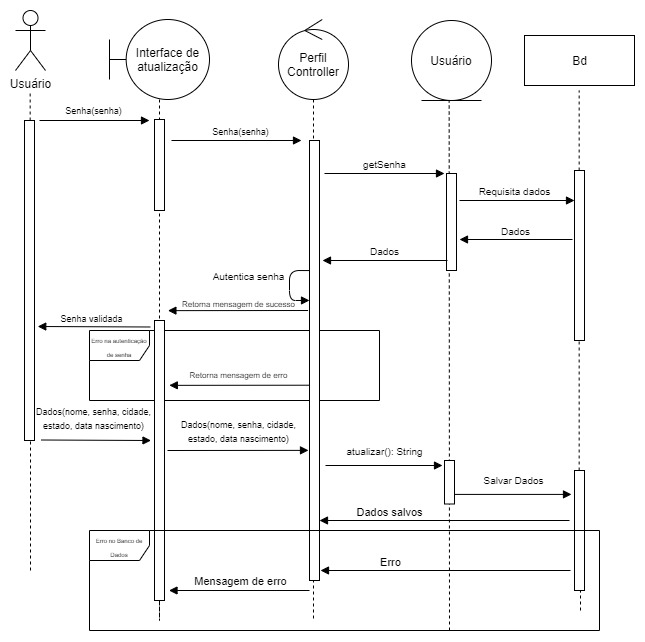 Usuário
Interface de
atualização
Perfil
Controller
Usuário
Bd
Senha(senha)
Senha(senha)
getSenha
Requisita dados
Dados
Dados
Autentica senha
Retorna mensagem de sucesso
Senha validada
Erro na autenticação
de senha
Retorna mensagem de erro
Dados(nome, senha, cidade,
estado, data nascimento)
Dados(nome, senha, cidade,
estado, data nascimento)
atualizar(): String
Salvar Dados
Dados salvos
Erro no Banco de
Dados
Erro
Mensagem de erro